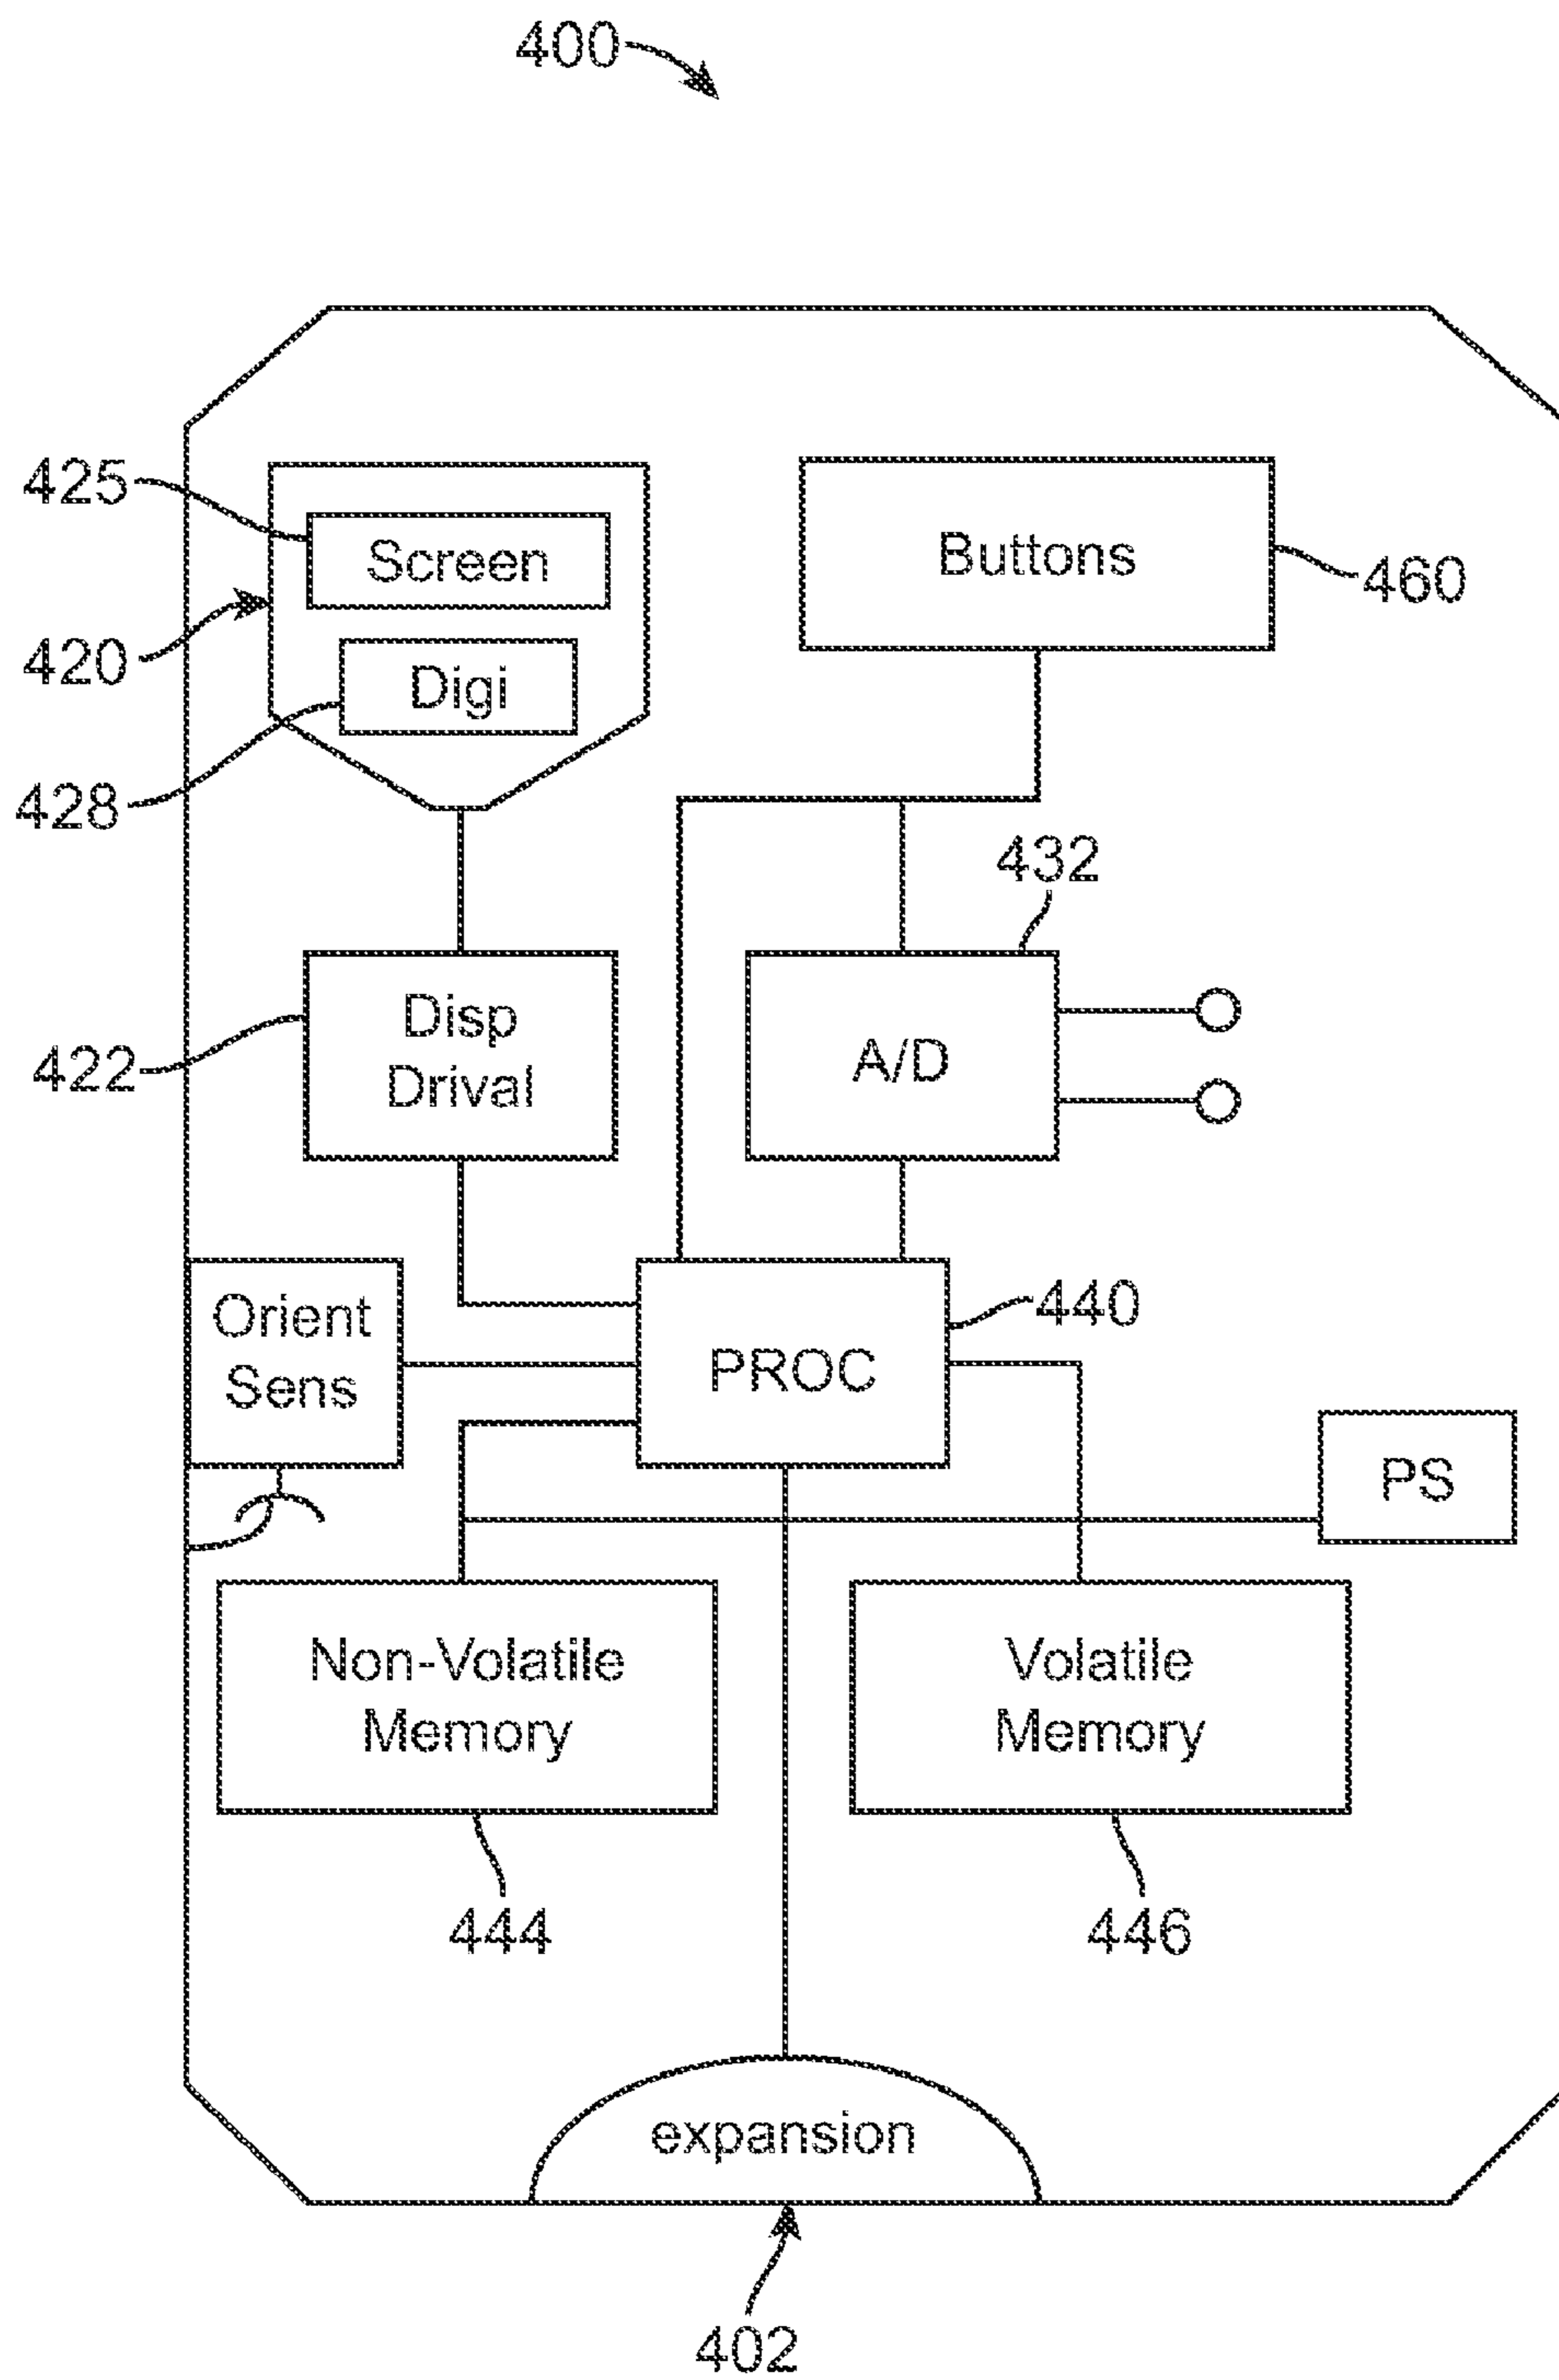 400
425
Screen
Buttons
460
420
Digi
428
432
Disp
Drival
A/D
422
Orient
Sens
440
PROC
PS
Non-Volatile
Memory
Volatile
Memory
444
446
expansion
402